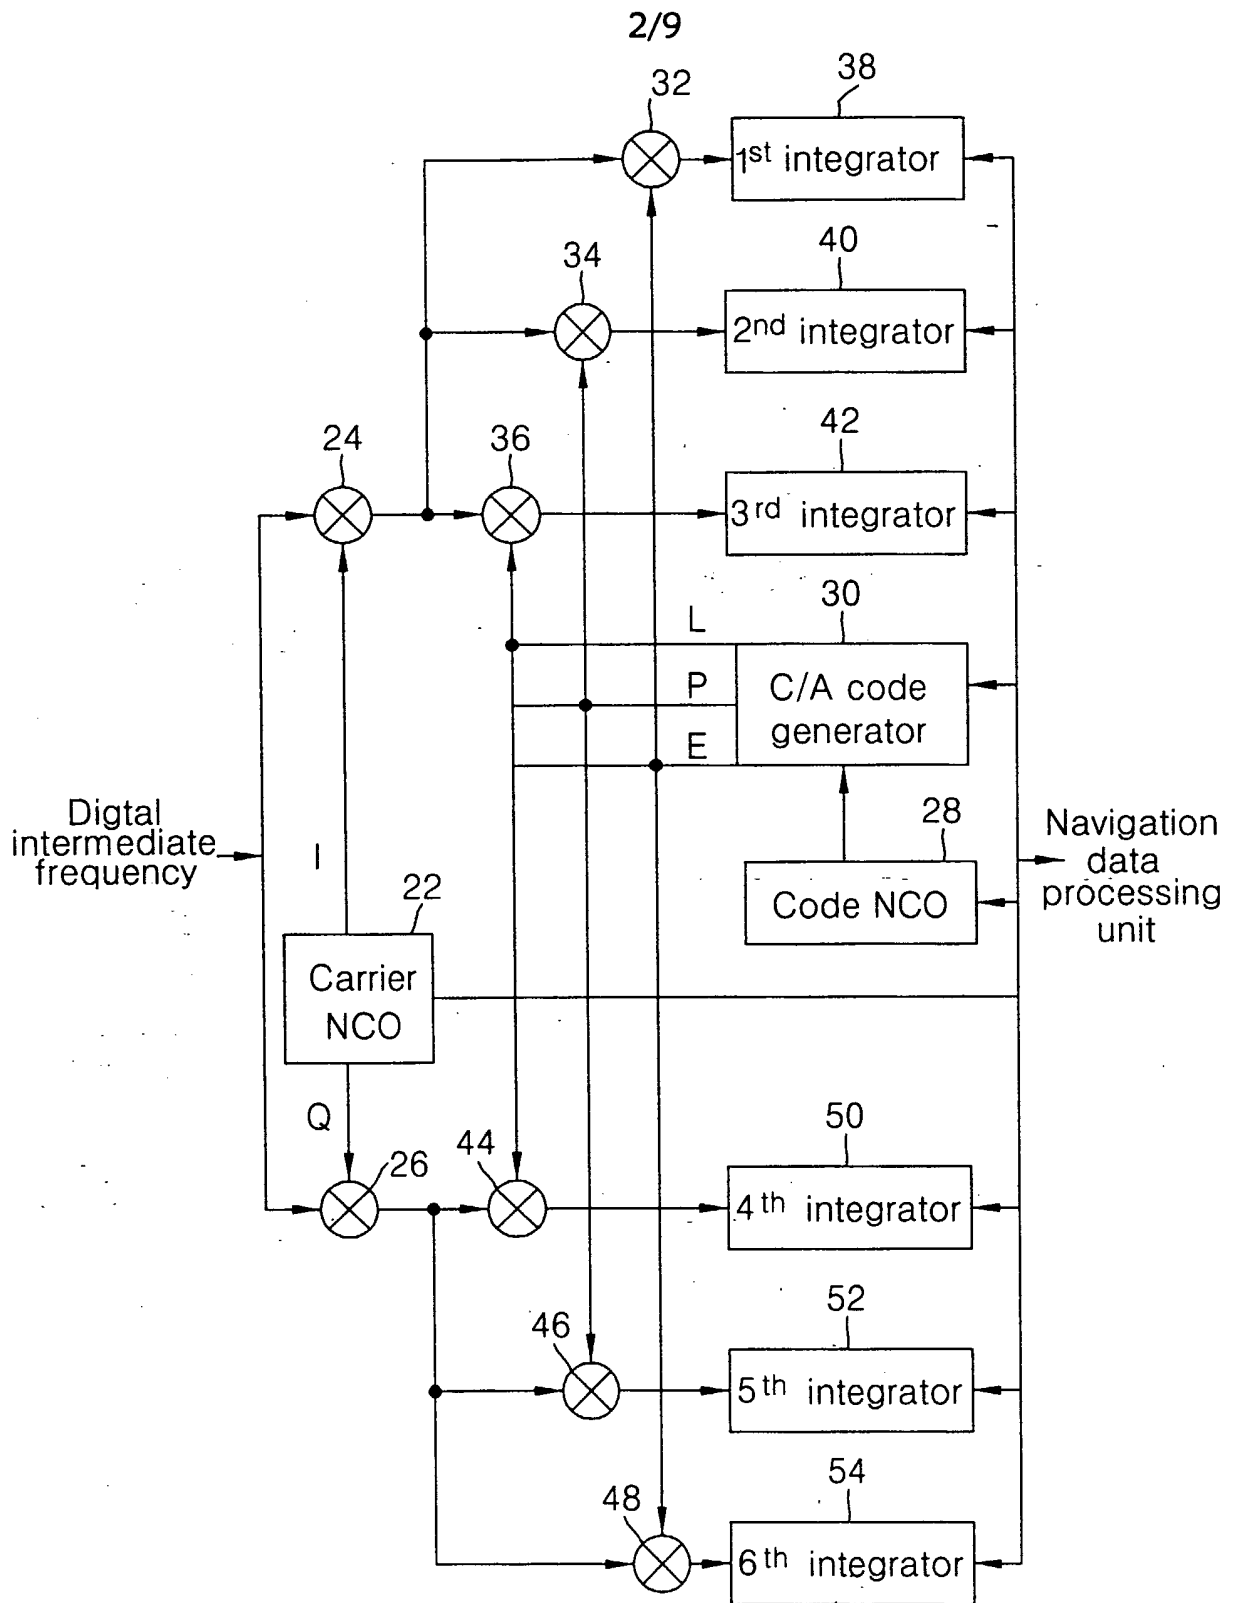 2/9
32
38
1st integrator
34
40
2nd integrator
24
36
42
3rd integrator
30
L
P
E
C/A code
generator
Digtal
intermediate
frequency
I
22
Carrier
NCO
28
Code NCO
Navigation
data
processing
unit
Q
26
44
50
4th integrator
46
52
5th integrator
48
54
6th integrator